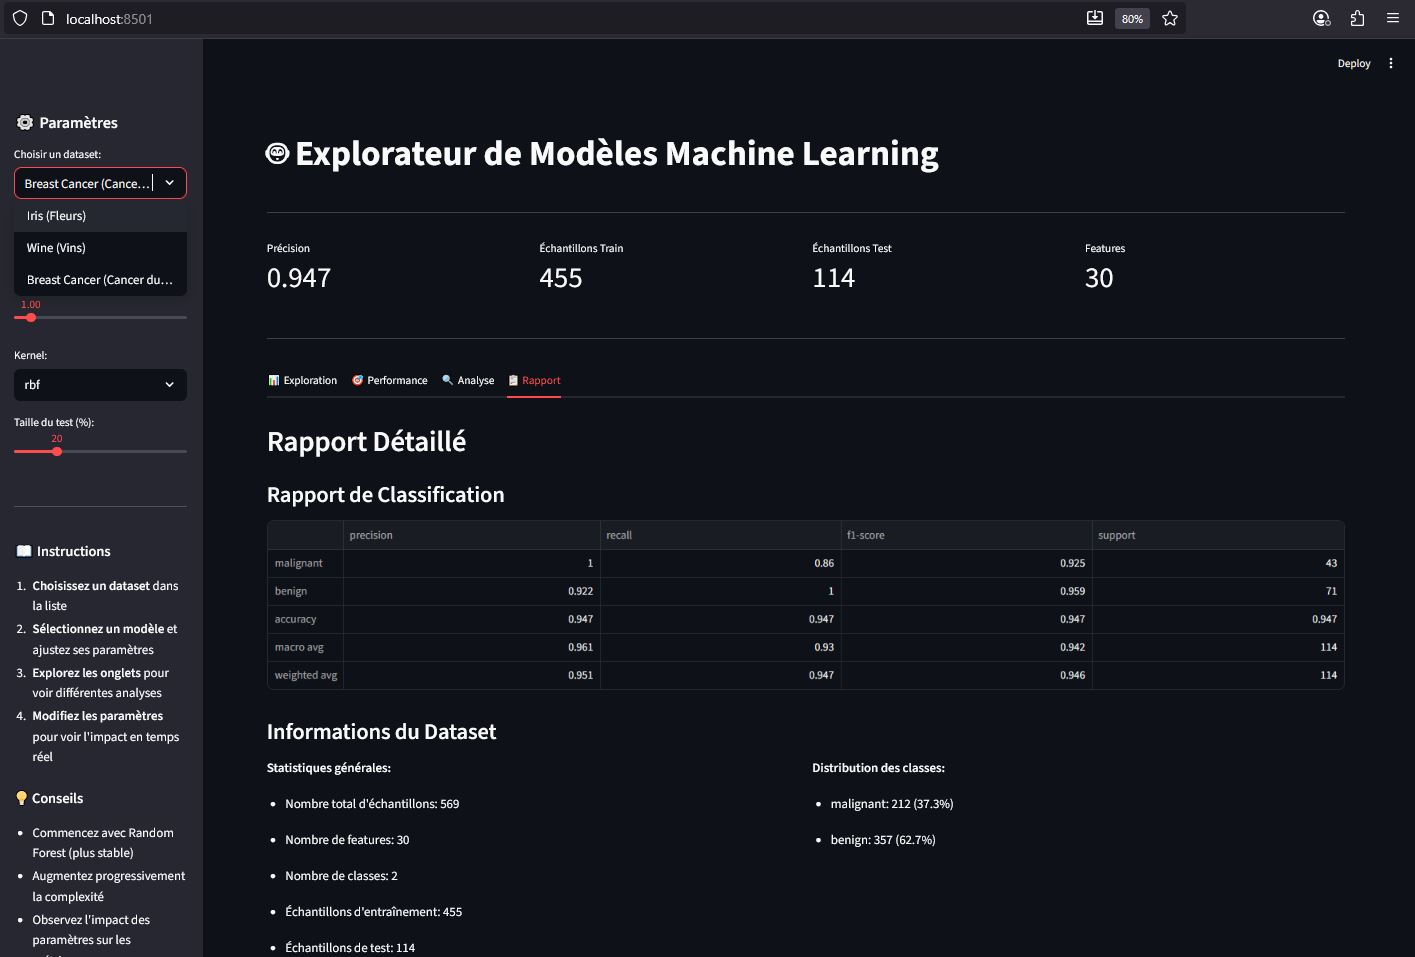 localhost:8501
80%
Deploy
Paramètres
Choisir un dataset:
Breast Cancer (Cance...
Iris (Fleurs)
Wine (Vins)
Breast Cancer (Cancer du...
1.00
Kernel:
rbf
Taille du test (%):
20
Instructions
1. Choisissez un dataset dans
la liste
2. Sélectionnez un modèle et
ajustez ses paramètres
3. Explorez les onglets pour
voir différentes analyses
4. Modifiez les paramètres
pour voir l'impact en temps
réel
Conseils
Commencez avec Random
Forest (plus stable)
Augmentez progressivement
la complexité
Observez l'impact des
paramètres sur les
Explorateur de Modèles Machine Learning
Précision Échantillons Train Échantillons Test Features
0.947 455 114 30
Exploration Performance Analyse Rapport
Rapport Détaillé
Rapport de Classification
precision recall f1-score support
malignant 1 0.86 0.925 43
benign 0.922 1 0.959 71
accuracy 0.947 0.947 0.947 0.947
macro avg 0.961 0.93 0.942 114
weighted avg 0.951 0.947 0.946 114
Informations du Dataset
Statistiques générales:
Nombre total d'échantillons: 569
Nombre de features: 30
Nombre de classes: 2
Échantillons d'entraînement: 455
Échantillons de test: 114
Distribution des classes:
malignant: 212 (37.3%)
benign: 357 (62.7%)